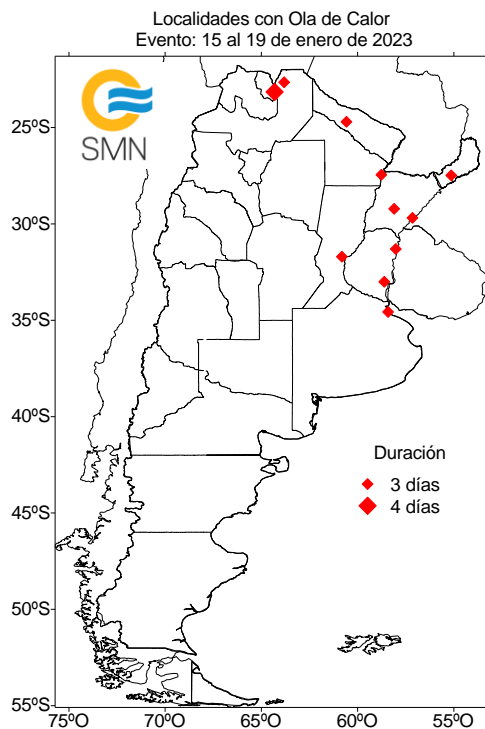 Localidades con Ola de Calor
Evento: 15 al 19 de enero de 2023
SMN
25ºS
30ºS
35ºS
40ºS
45ºS
50ºS
55ºS
Duración
3 días
4 días
75ºO
70ºO
65ºO
60ºO
55ºO